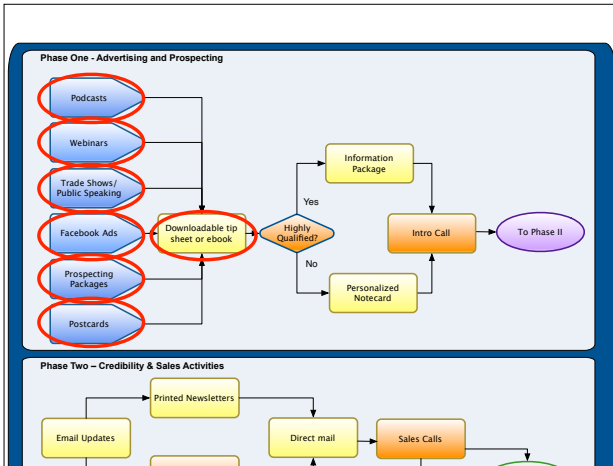 Phase One - Advertising and Prospecting
Podcasts
Webinars
Trade Shows/
Public Speaking
Facebook Ads
Prospecting
Packages
Postcards
Downloadable tip
sheet or ebook
Highly
Qualified?
Yes
No
Information
Package
Personalized
Notecard
Intro Call
To Phase II
Phase Two – Credibility & Sales Activities
Printed Newsletters
Email Updates
Direct mail
Sales Calls